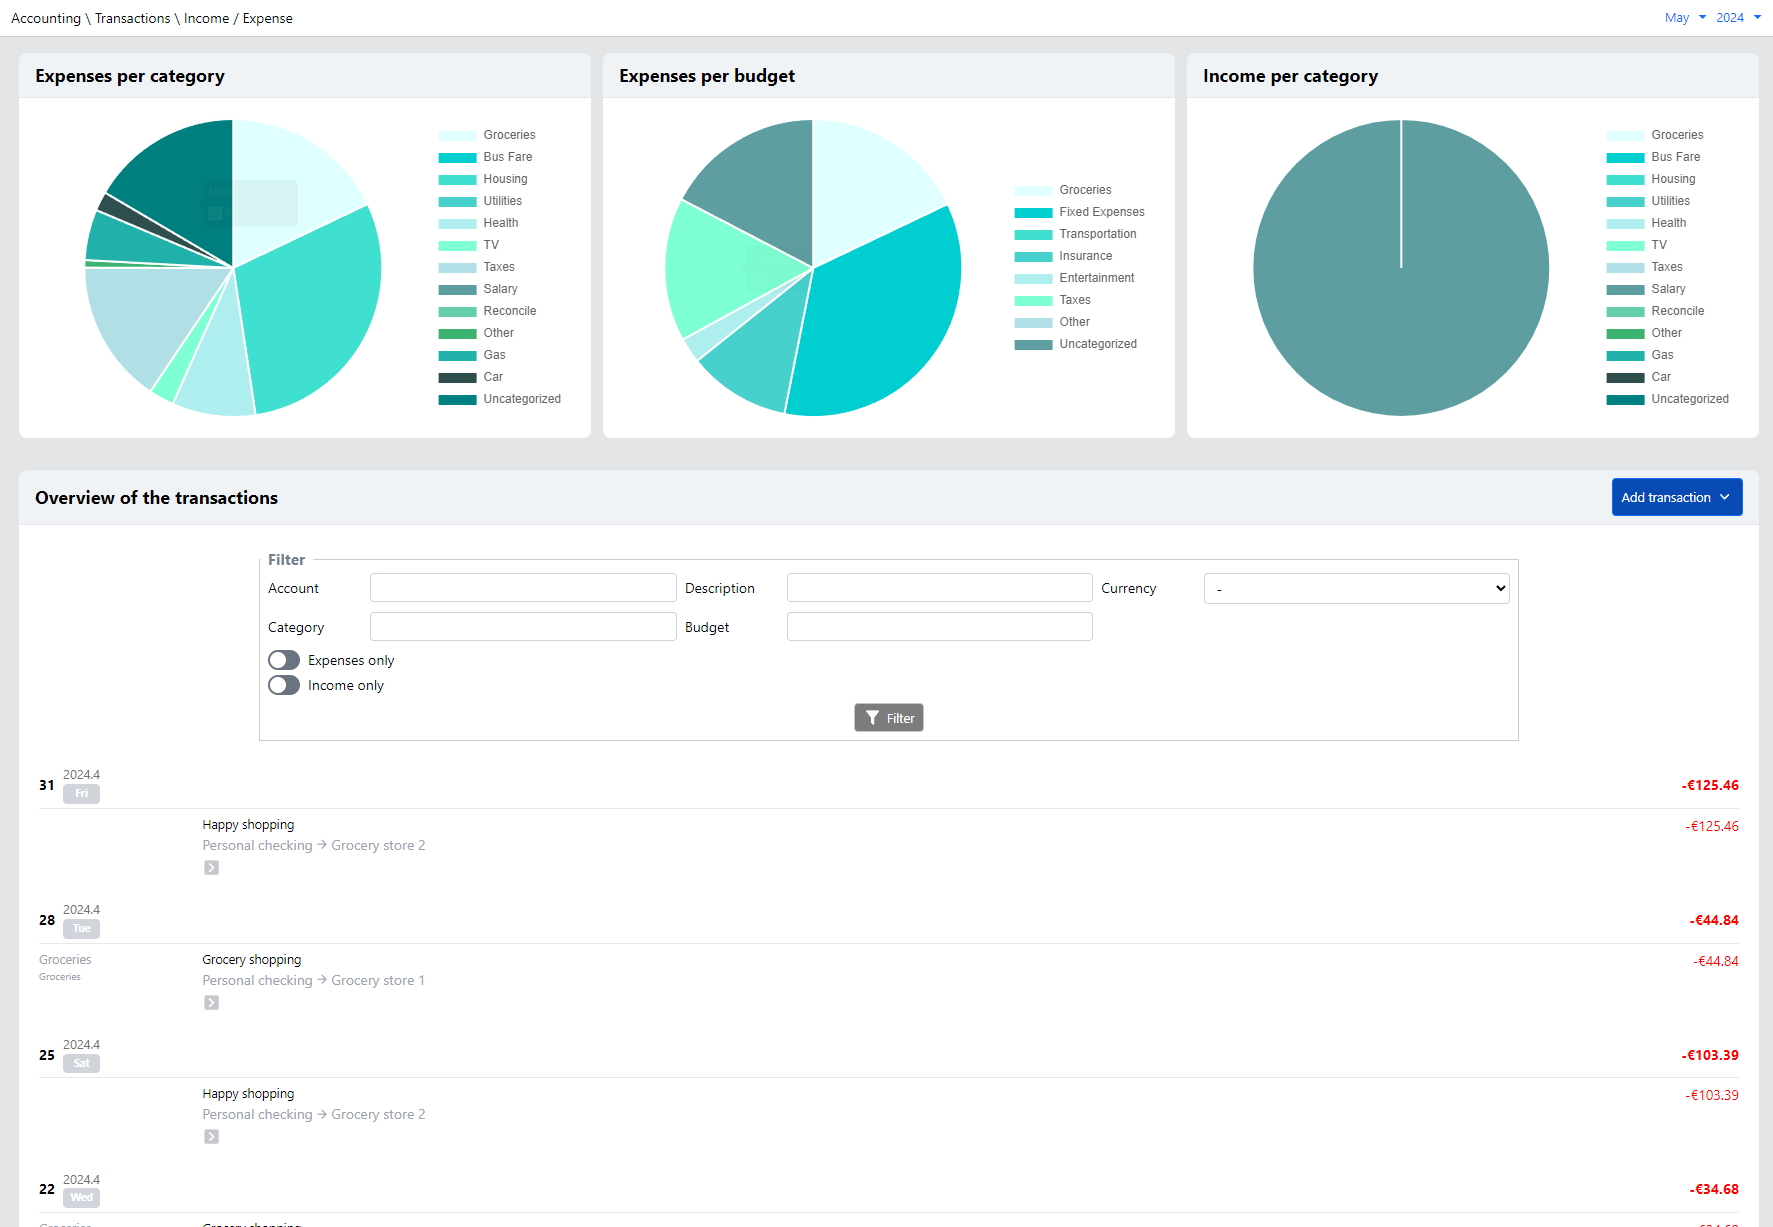 Accounting \ Transactions \ Income / Expense
May 2024
Expenses per category
Groceries
Bus Fare
Housing
Utilities
Health
TV
Taxes
Salary
Reconcile
Other
Gas
Car
Uncategorized
Expenses per budget
Groceries
Fixed Expenses
Transportation
Insurance
Entertainment
Taxes
Other
Uncategorized
Income per category
Groceries
Bus Fare
Housing
Utilities
Health
TV
Taxes
Salary
Reconcile
Other
Gas
Car
Uncategorized
Overview of the transactions
Add transaction
Filter
Account Description Currency -
Category Budget
Expenses only
Income only
Filter
31 2024.4 Fri -€125.46
Happy shopping -€125.46
Personal checking → Grocery store 2
28 2024.4 Tue -€44.84
Groceries Grocery shopping -€44.84
Groceries Personal checking → Grocery store 1
25 2024.4 Sat -€103.39
Happy shopping -€103.39
Personal checking → Grocery store 2
22 2024.4 Wed -€34.68